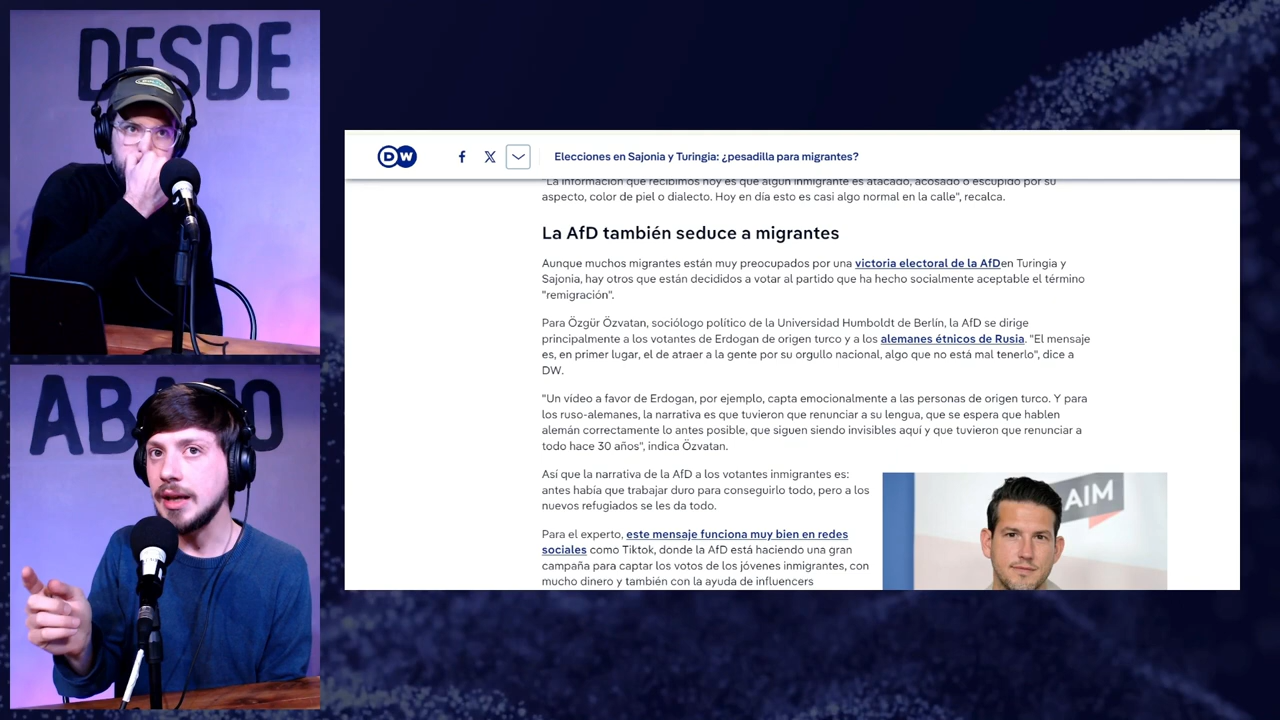 DESDE
ABAJO
DW
Elecciones en Sajonia y Turingia: ¿pesadilla para migrantes?
"La información que recibimos hoy es que algún inmigrante es atacado, acosado o escupido por su
aspecto, color de piel o dialecto. Hoy en día esto es casi algo normal en la calle", recalca.
La AfD también seduce a migrantes
Aunque muchos migrantes están muy preocupados por una victoria electoral de la AfDen Turingia y
Sajonia, hay otros que están decididos a votar al partido que ha hecho socialmente aceptable el término
"remigración".
Para Özgür Özvatan, sociólogo político de la Universidad Humboldt de Berlín, la AfD se dirige
principalmente a los votantes de Erdogan de origen turco y a los alemanes étnicos de Rusia. "El mensaje
es, en primer lugar, el de atraer a la gente por su orgullo nacional, algo que no está mal tenerlo", dice a
DW.
"Un video a favor de Erdogan, por ejemplo, capta emocionalmente a las personas de origen turco. Y para
los ruso-alemanes, la narrativa es que tuvieron que renunciar a su lengua, que se espera que hablen
alemán correctamente lo antes posible, que siguen siendo invisibles aquí y que tuvieron que renunciar a
todo hace 30 años", indica Özvatan.
Así que la narrativa de la AfD a los votantes inmigrantes es:
antes había que trabajar duro para conseguirlo todo, pero a los
nuevos refugiados se les da todo.
Para el experto, este mensaje funciona muy bien en redes
sociales como Tiktok, donde la AfD está haciendo una gran
campaña para captar los votos de los jóvenes inmigrantes, con
mucho dinero y también con la ayuda de influencers
AIM